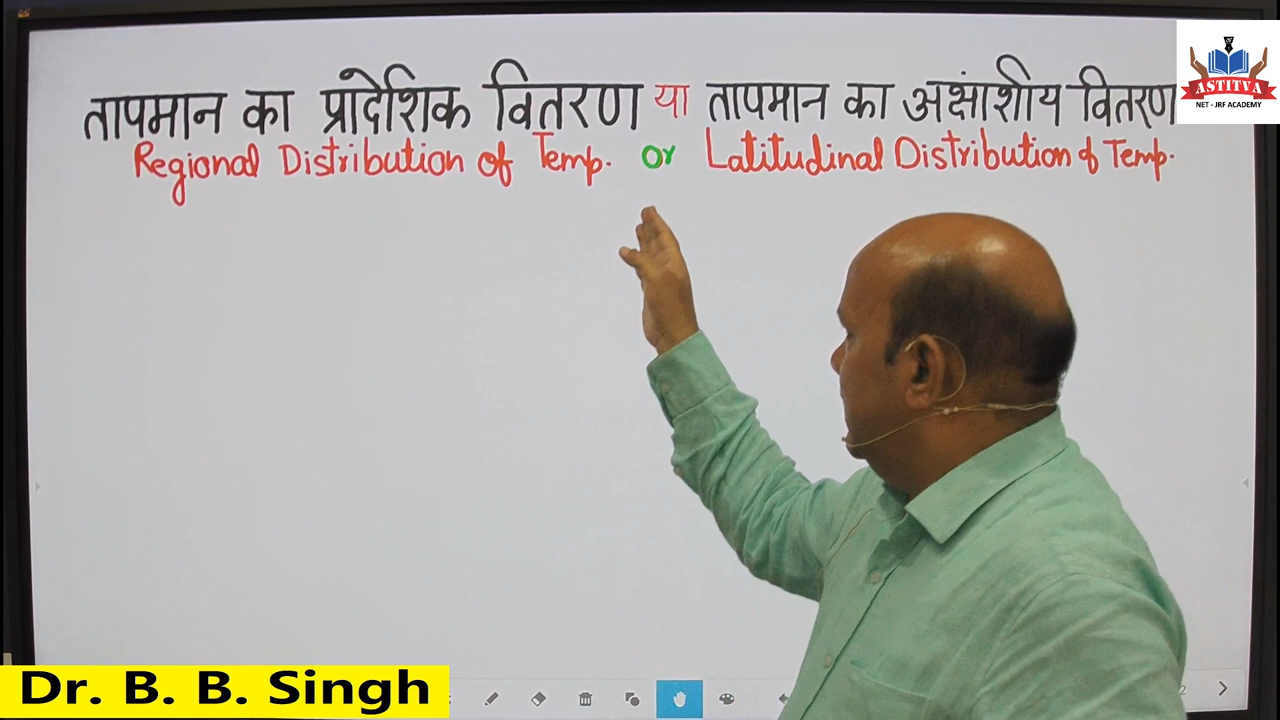 तापमान का प्रादेशिक वितरण या तापमान का अक्षांशीय वितरण
Regional Distribution of Temp. Or Latitudinal Distribution of Temp.
ASTITVA
NET - JRF ACADEMY
Dr. B. B. Singh
2